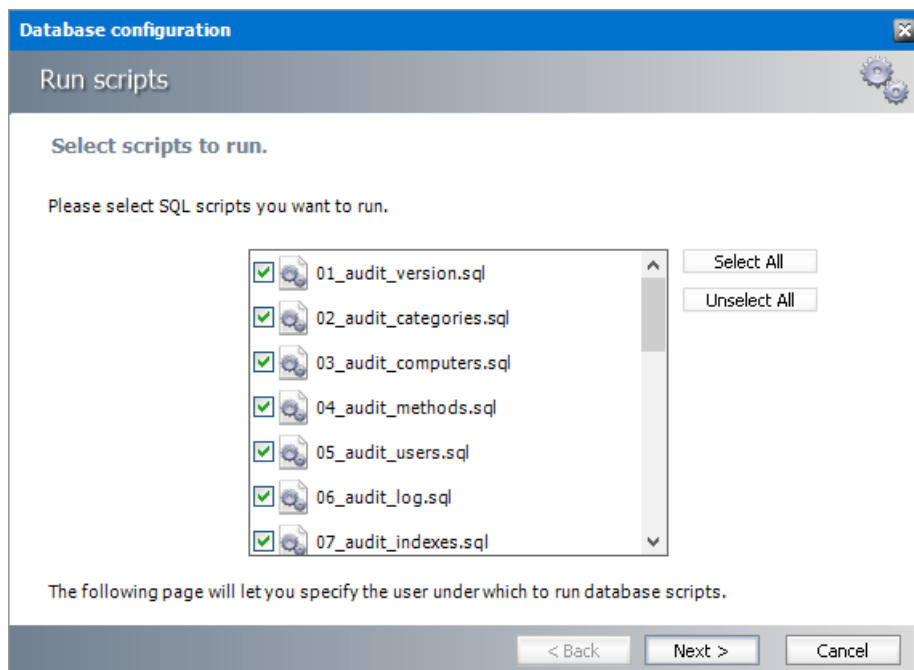 Database configuration
Run scripts
Select scripts to run.
Please select SQL scripts you want to run.
01_audit_version.sql
Select All
02_audit_categories.sql
Unselect All
03_audit_computers.sql
04_audit_methods.sql
05_audit_users.sql
06_audit_log.sql
07_audit_indexes.sql
The following page will let you specify the user under which to run database scripts.
< Back
Next >
Cancel